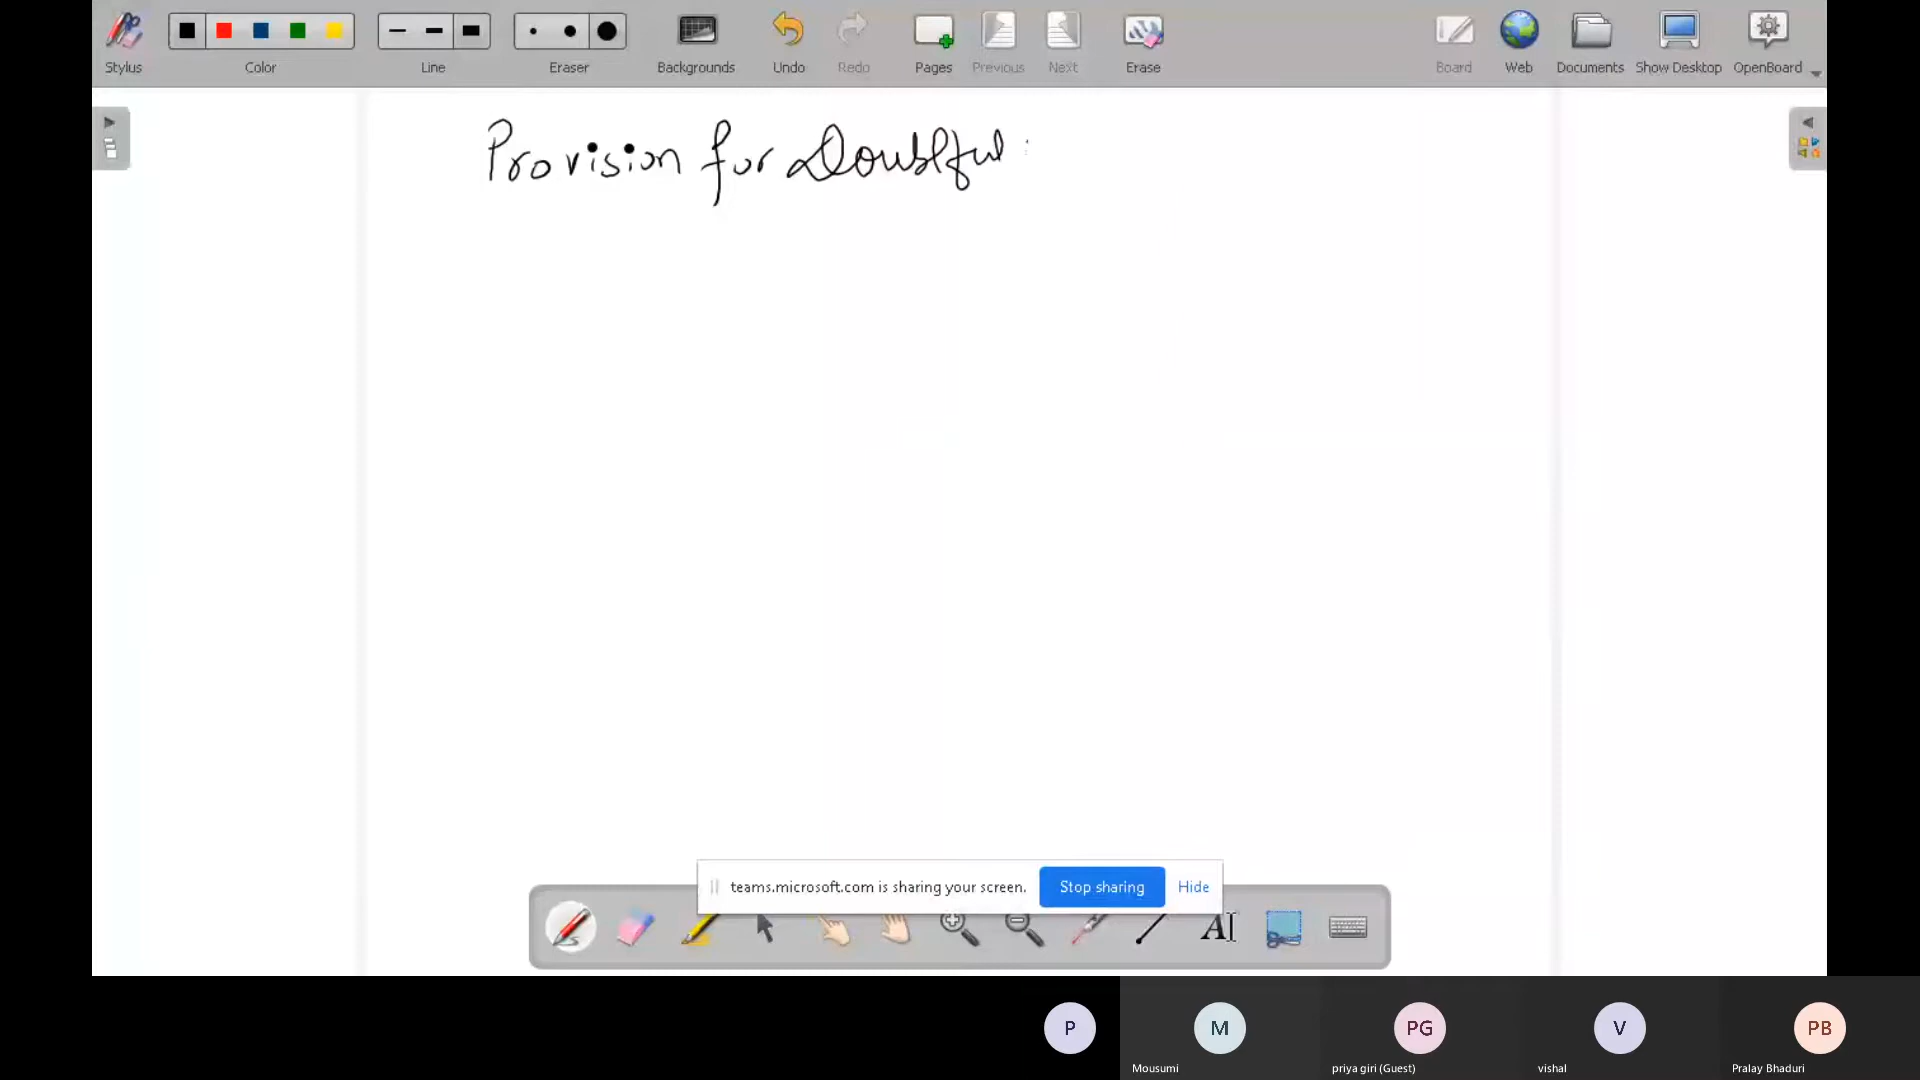 Stylus Color Line Eraser Backgrounds Undo Redo Pages Previous Next Erase Board Web Documents Show Desktop OpenBoard
Provision for Doubtful
teams.microsoft.com is sharing your screen. Stop sharing Hide
A
P M PG V PB
Mousumi priya giri (Guest) vishal Pralay Bhaduri